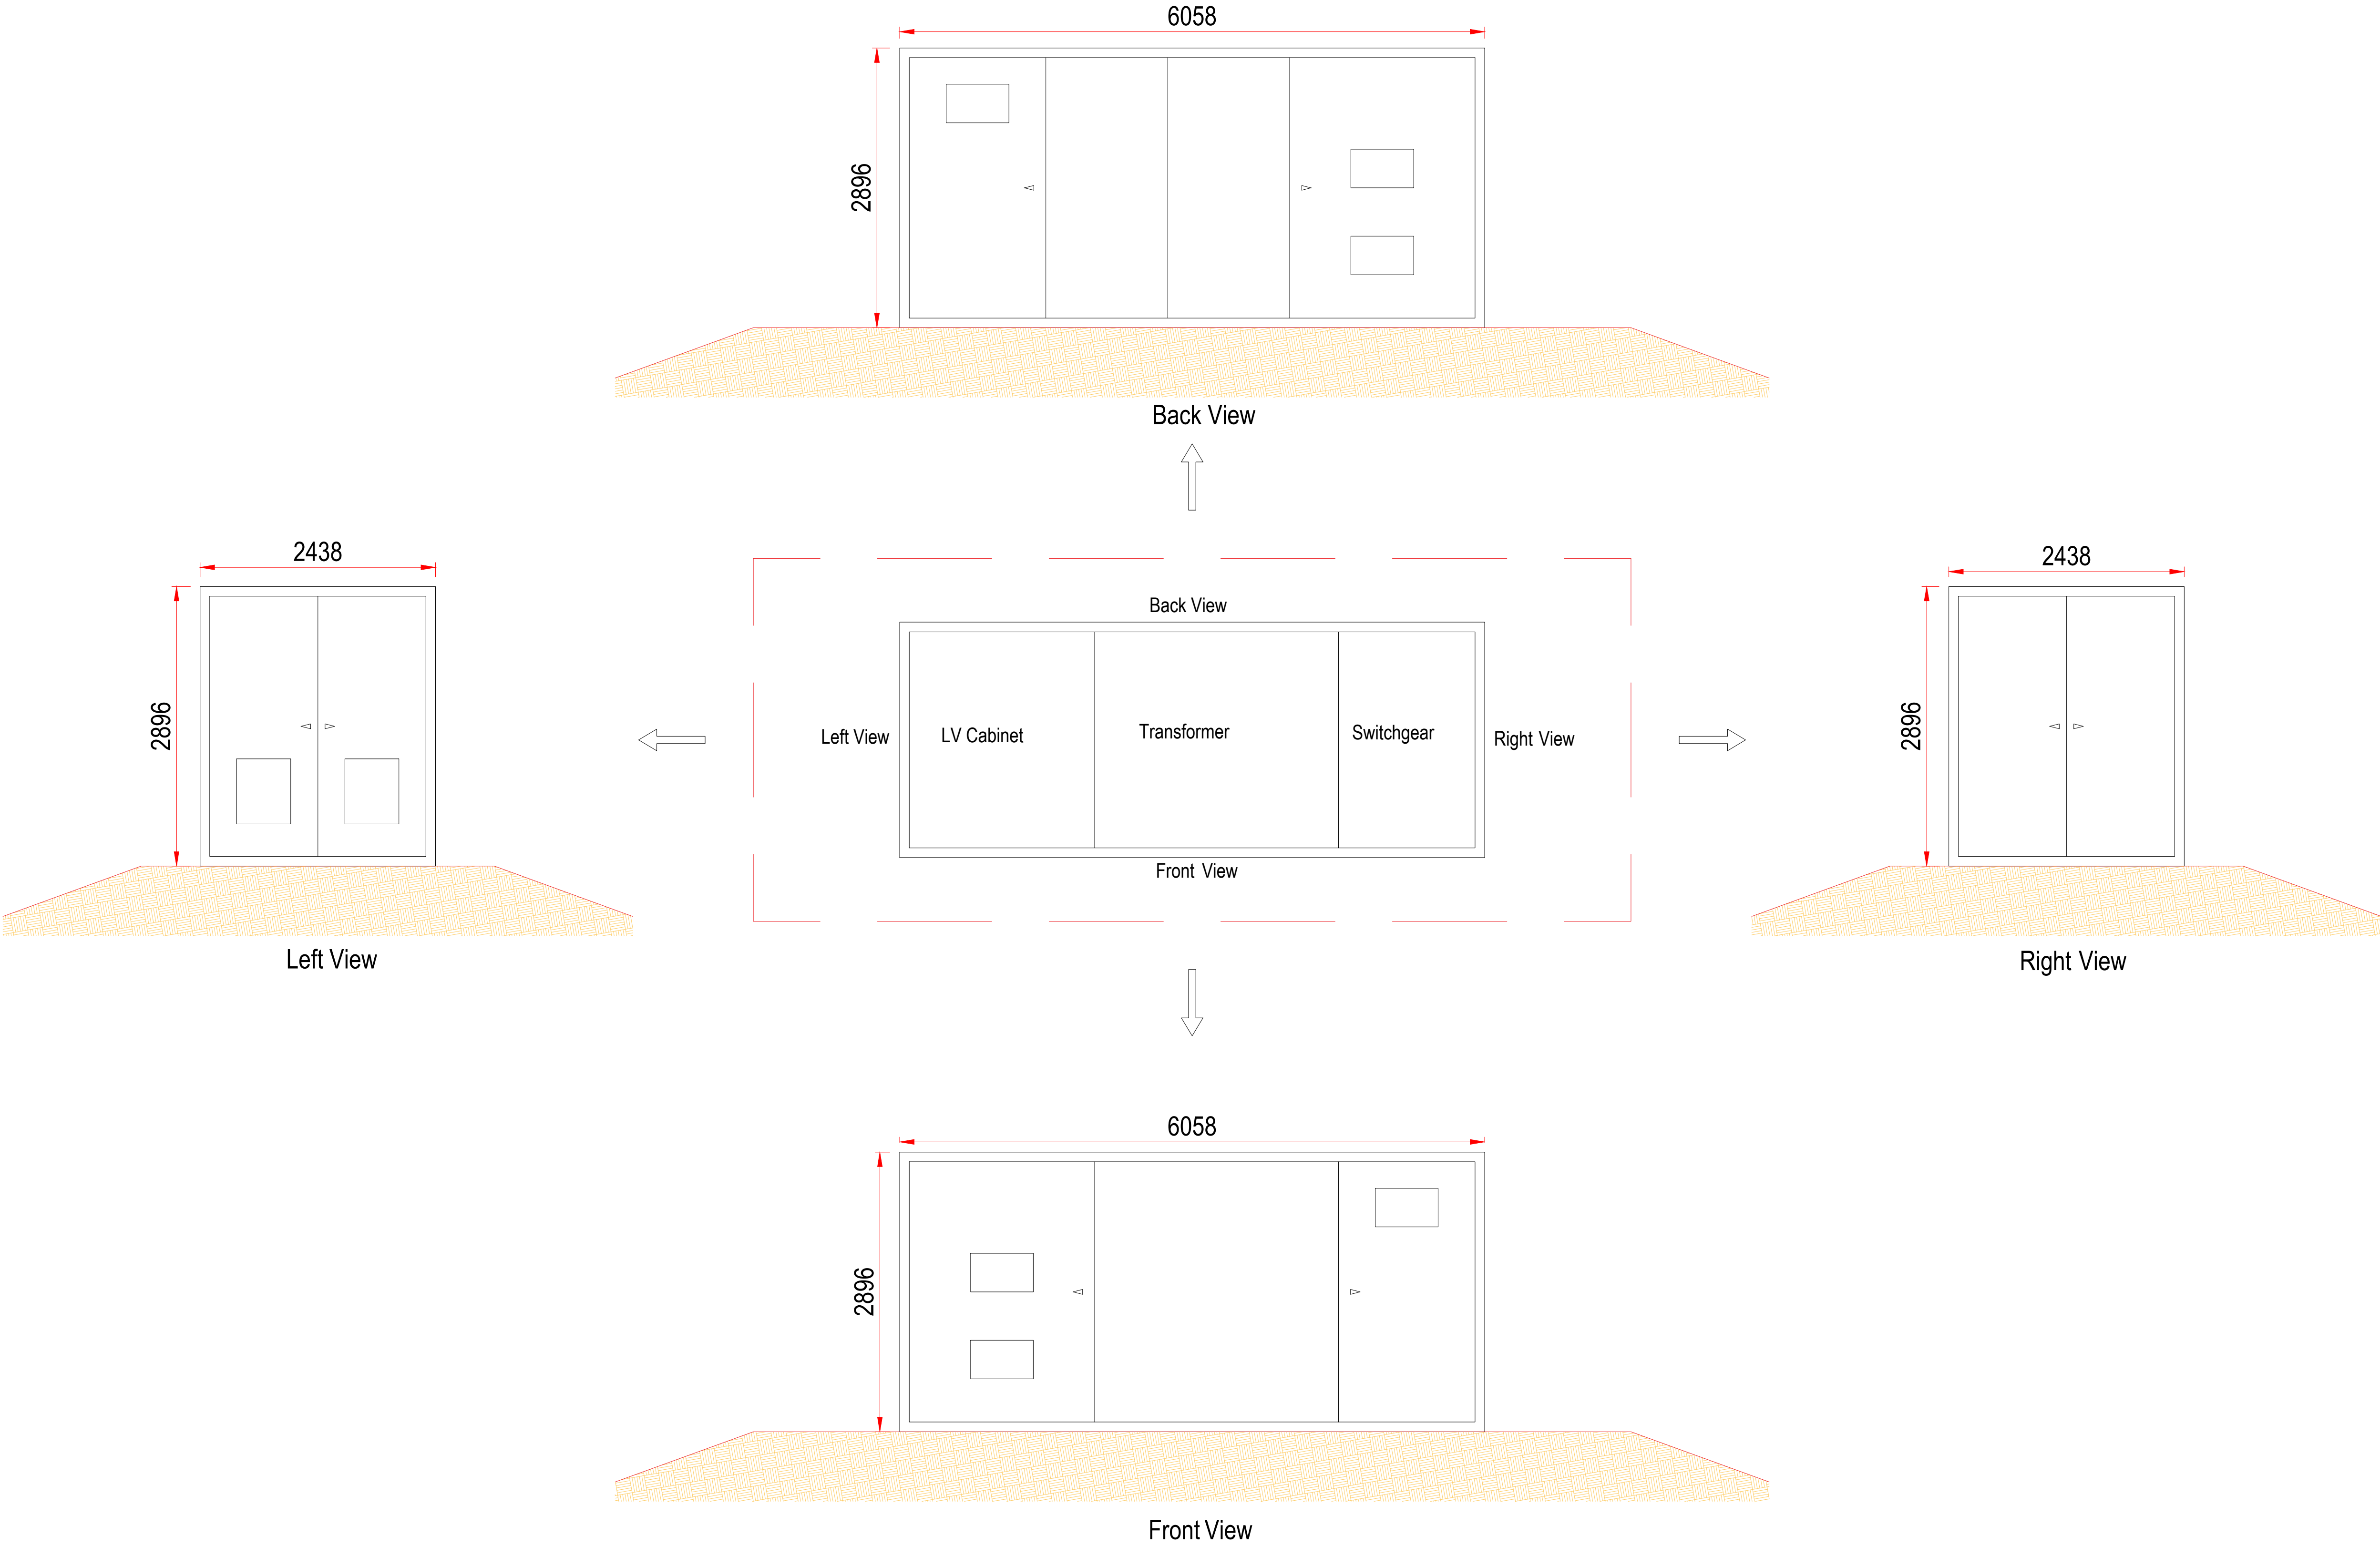 6058
2896
Back View
2438
2896
Left View
Back View
Left View
LV Cabinet
Transformer
Switchgear
Right View
Front View
2438
2896
Right View
6058
2896
Front View